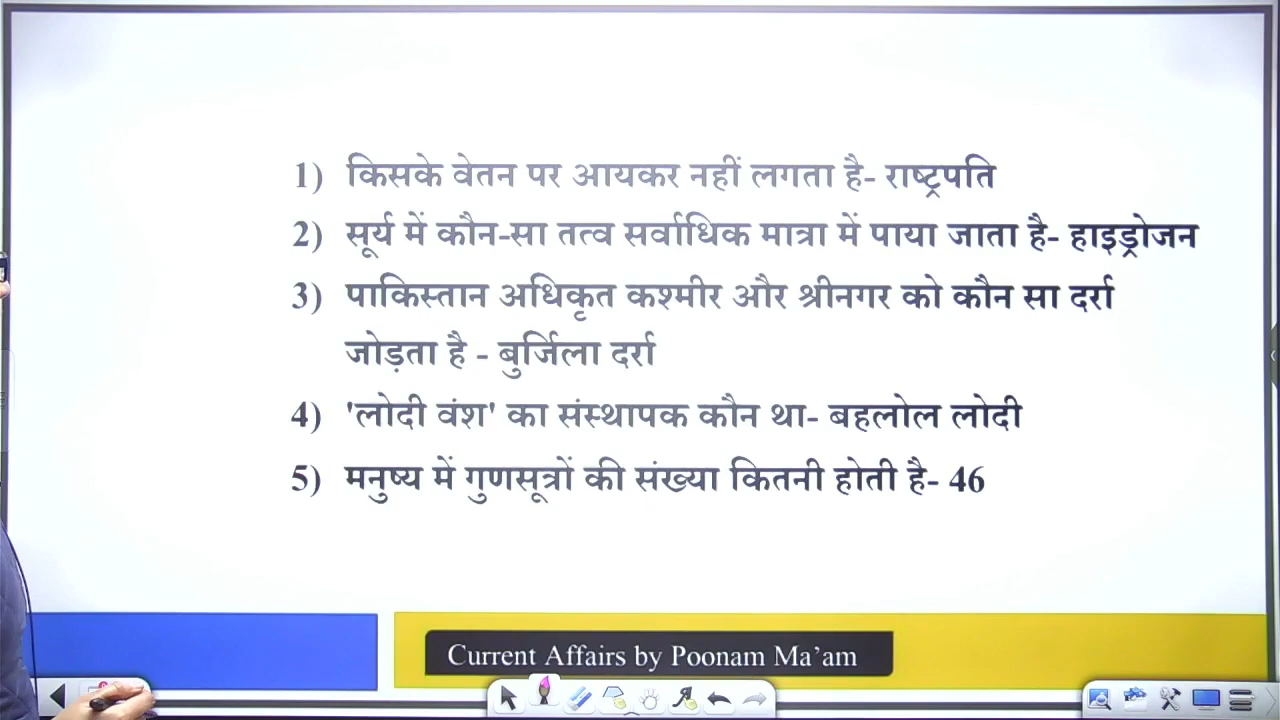 1) किसके वेतन पर आयकर नहीं लगता है- राष्ट्रपति
2) सूर्य में कौन-सा तत्व सर्वाधिक मात्रा में पाया जाता है- हाइड्रोजन
3) पाकिस्तान अधिकृत कश्मीर और श्रीनगर को कौन सा दर्रा
जोड़ता है - बुर्जिला दर्रा
4) 'लोदी वंश' का संस्थापक कौन था- बहलोल लोदी
5) मनुष्य में गुणसूत्रों की संख्या कितनी होती है- 46
Current Affairs by Poonam Ma’am